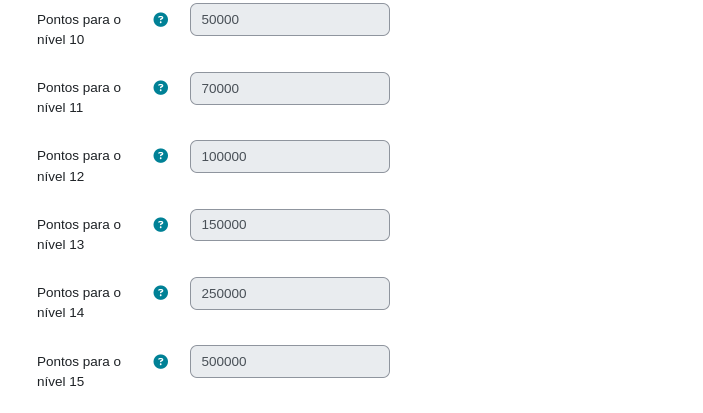 Pontos para o
nível 10
?
50000
Pontos para o
nível 11
?
70000
Pontos para o
nível 12
?
100000
Pontos para o
nível 13
?
150000
Pontos para o
nível 14
?
250000
Pontos para o
nível 15
?
500000